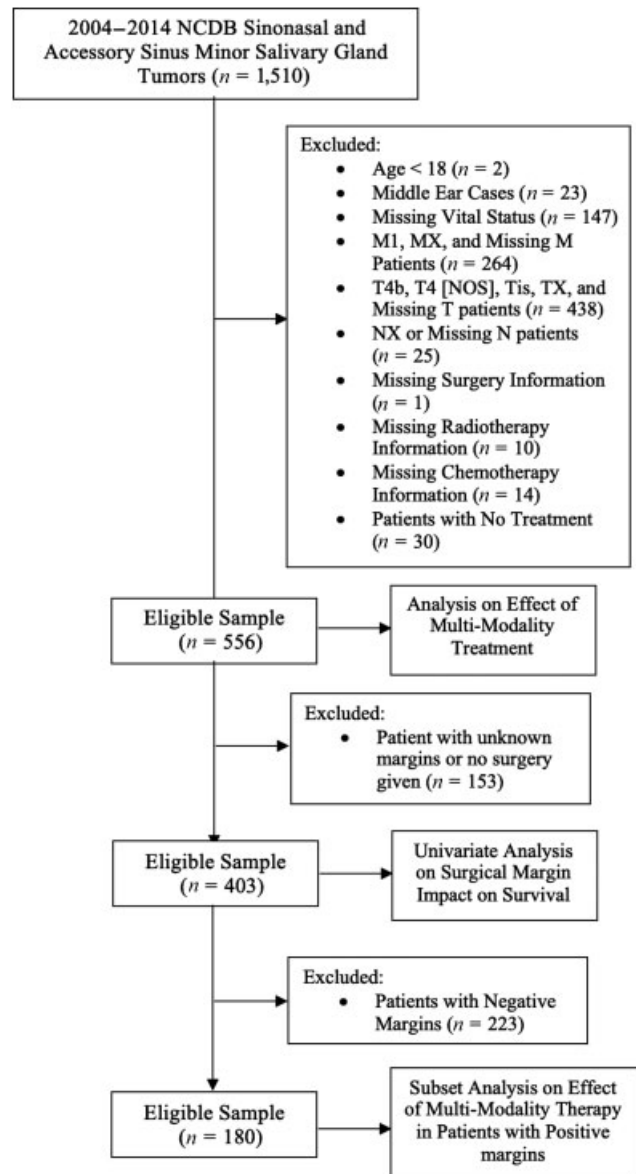 2004–2014 NCDB Sinonasal and
Accessory Sinus Minor Salivary Gland
Tumors (n = 1,510)
Excluded:
• Age < 18 (n = 2)
• Middle Ear Cases (n = 23)
• Missing Vital Status (n = 147)
• M1, MX, and Missing M
Patients (n = 264)
• T4b, T4 [NOS], Tis, TX, and
Missing T patients (n = 438)
• NX or Missing N patients
(n = 25)
• Missing Surgery Information
(n = 1)
• Missing Radiotherapy
Information (n = 10)
• Missing Chemotherapy
Information (n = 14)
• Patients with No Treatment
(n = 30)
Eligible Sample
(n = 556)
Analysis on Effect of
Multi-Modality
Treatment
Excluded:
• Patient with unknown
margins or no surgery
given (n = 153)
Eligible Sample
(n = 403)
Univariate Analysis
on Surgical Margin
Impact on Survival
Excluded:
• Patients with Negative
Margins (n = 223)
Eligible Sample
(n = 180)
Subset Analysis on Effect
of Multi-Modality Therapy
in Patients with Positive
margins